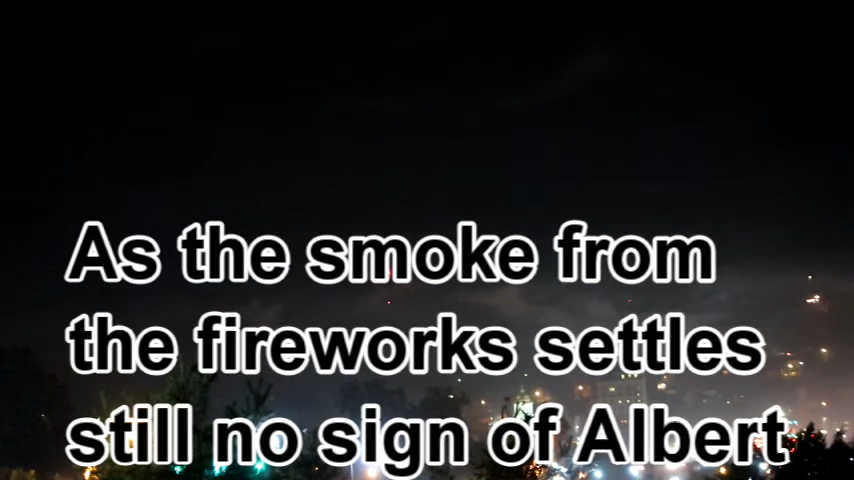 As the smoke from
the fireworks settles
still no sign of Albert